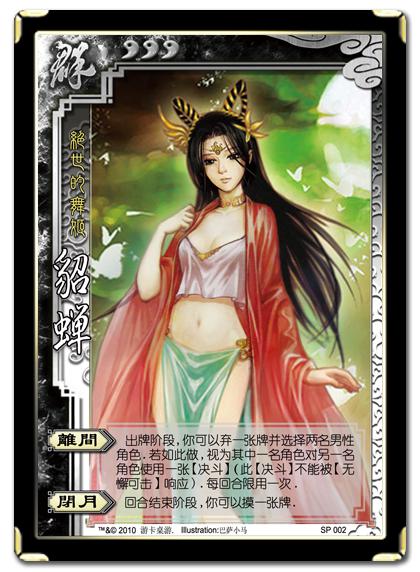 群
絕世的舞姬
貂蟬
離間
出牌阶段,你可以弃一张牌并选择两名男性
角色.若如此做,视为其中一名角色对另一名
角色使用一张【决斗】(此【决斗】不能被【无
懈可击】响应).每回合限用一次.
閉月
回合结束阶段,你可以摸一张牌.
™&© 2010 游卡桌游. Illustration:巴萨小马
SP 002